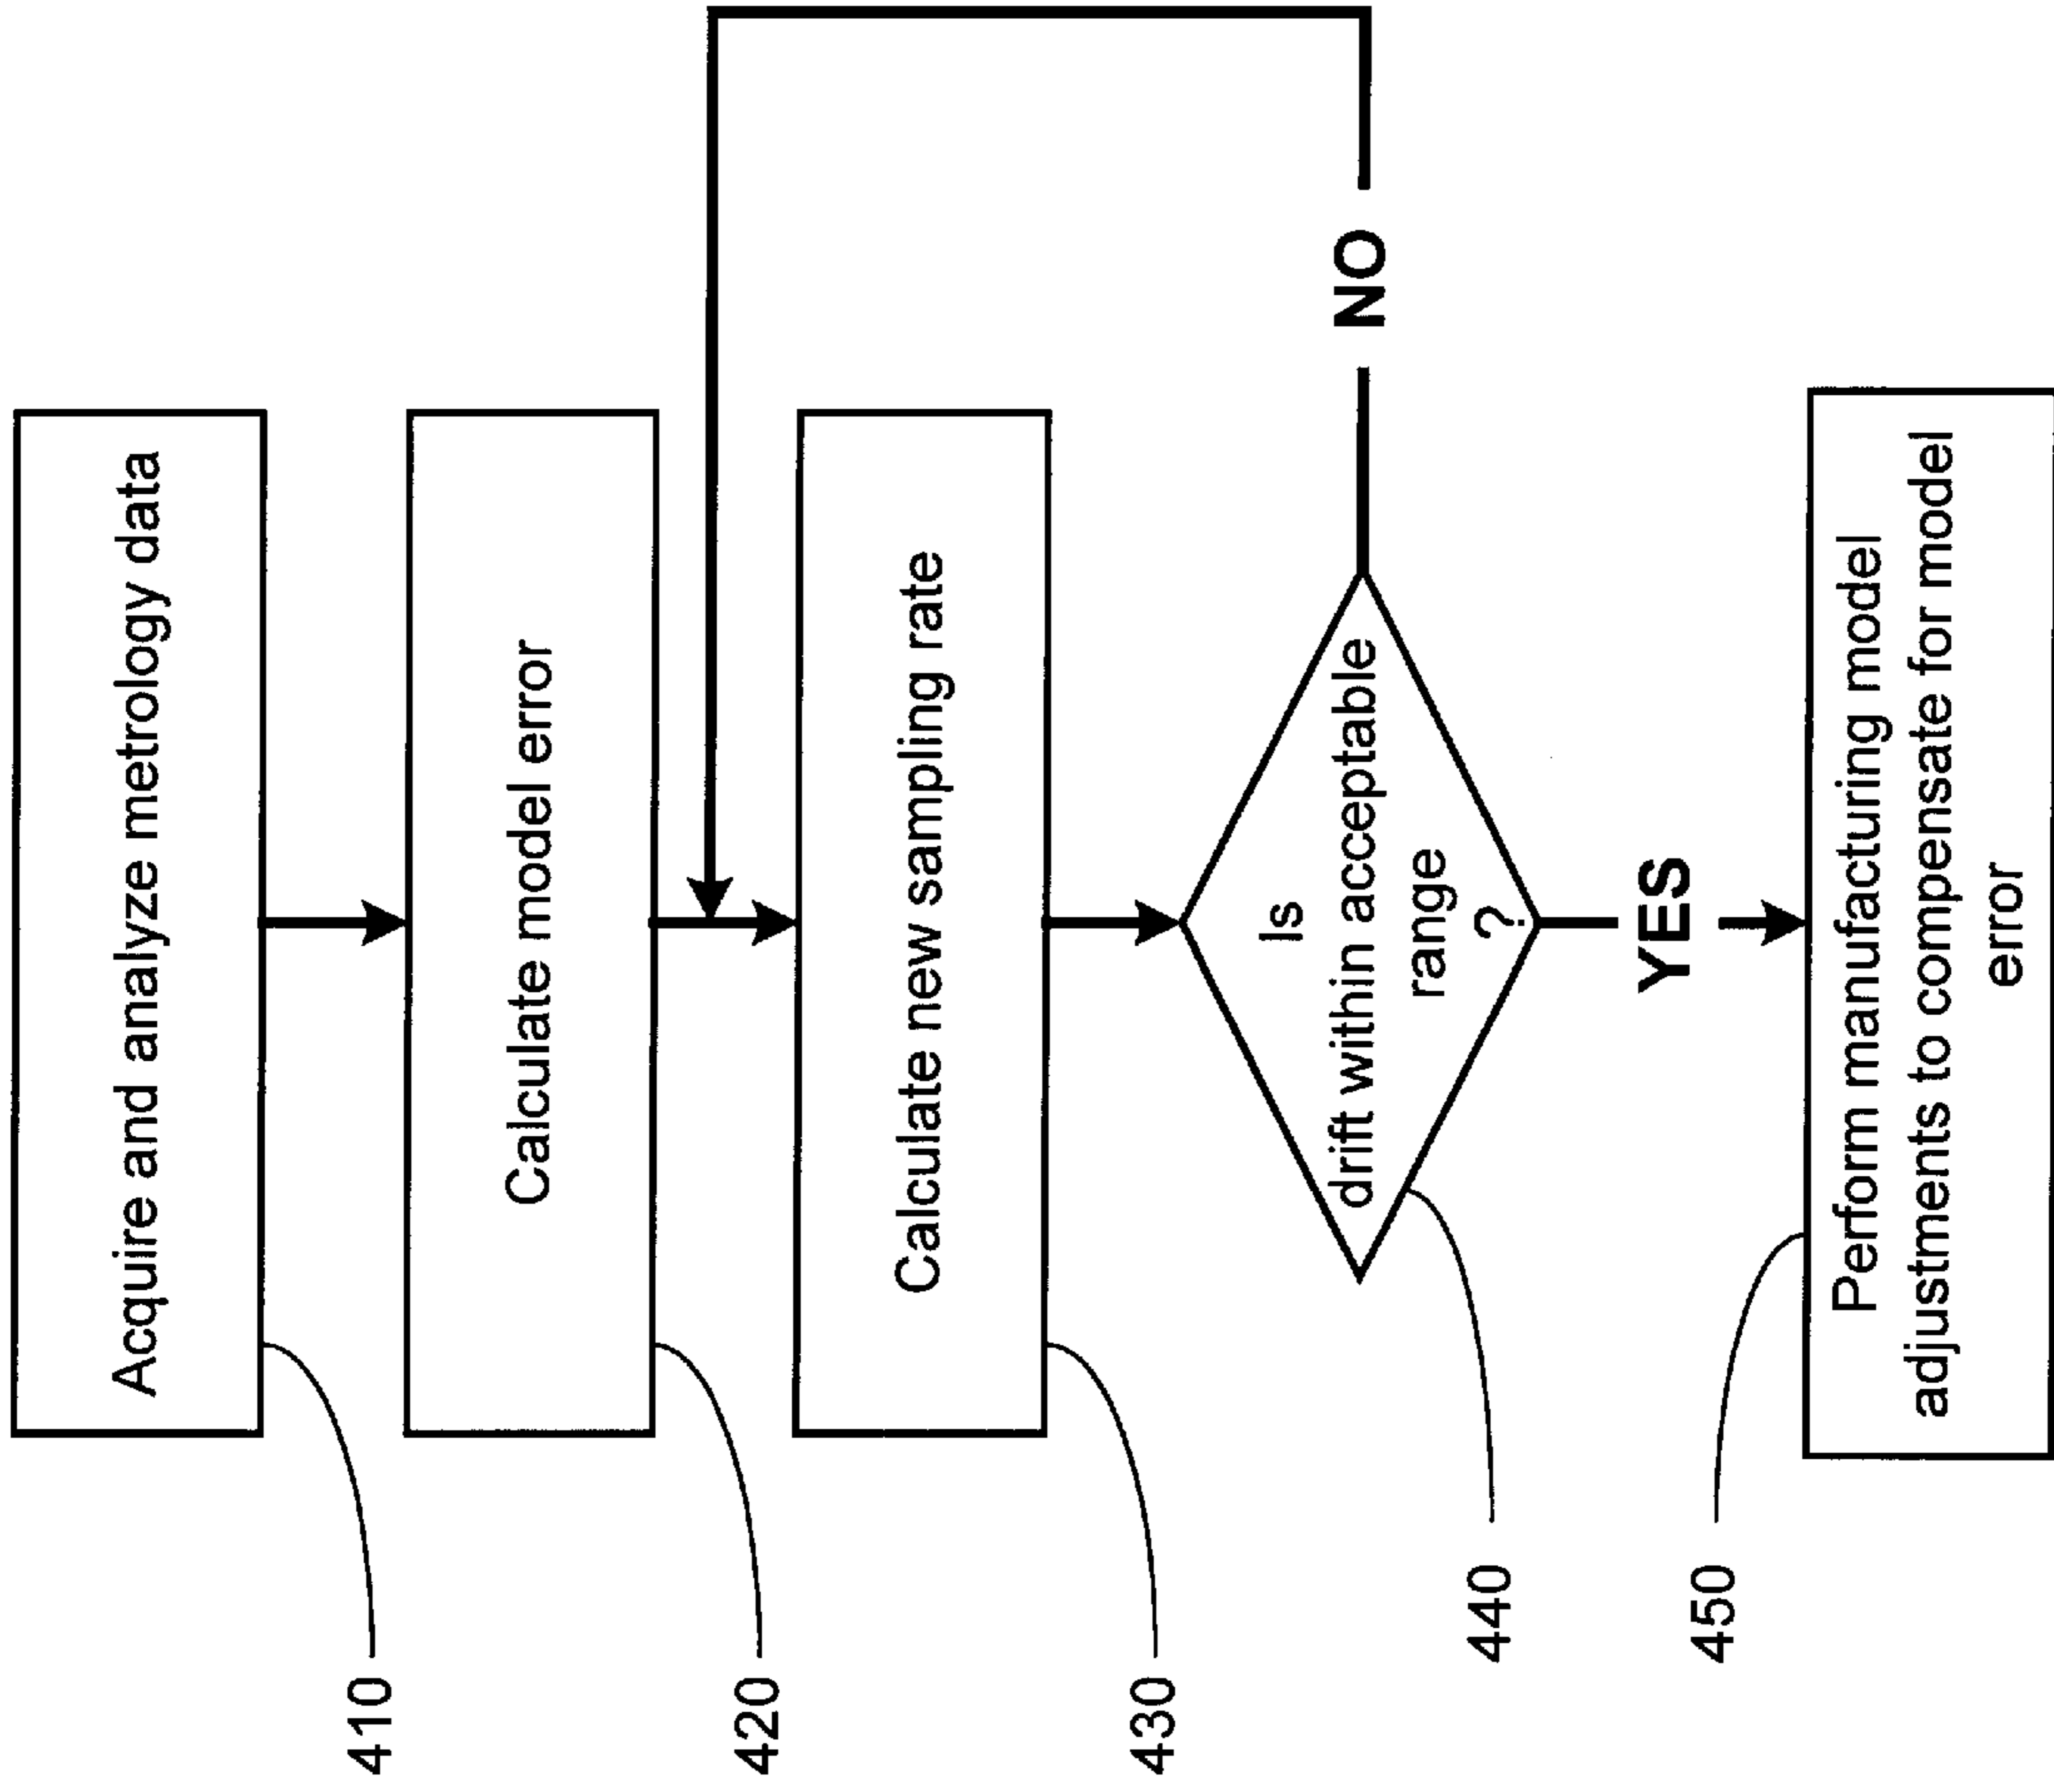 Acquire and analyze metrology data
410
Calculate model error
420
Calculate new sampling rate
430
Is
drift within acceptable
range
?
440
NO
YES
450
Perform manufacturing model
adjustments to compensate for model
error